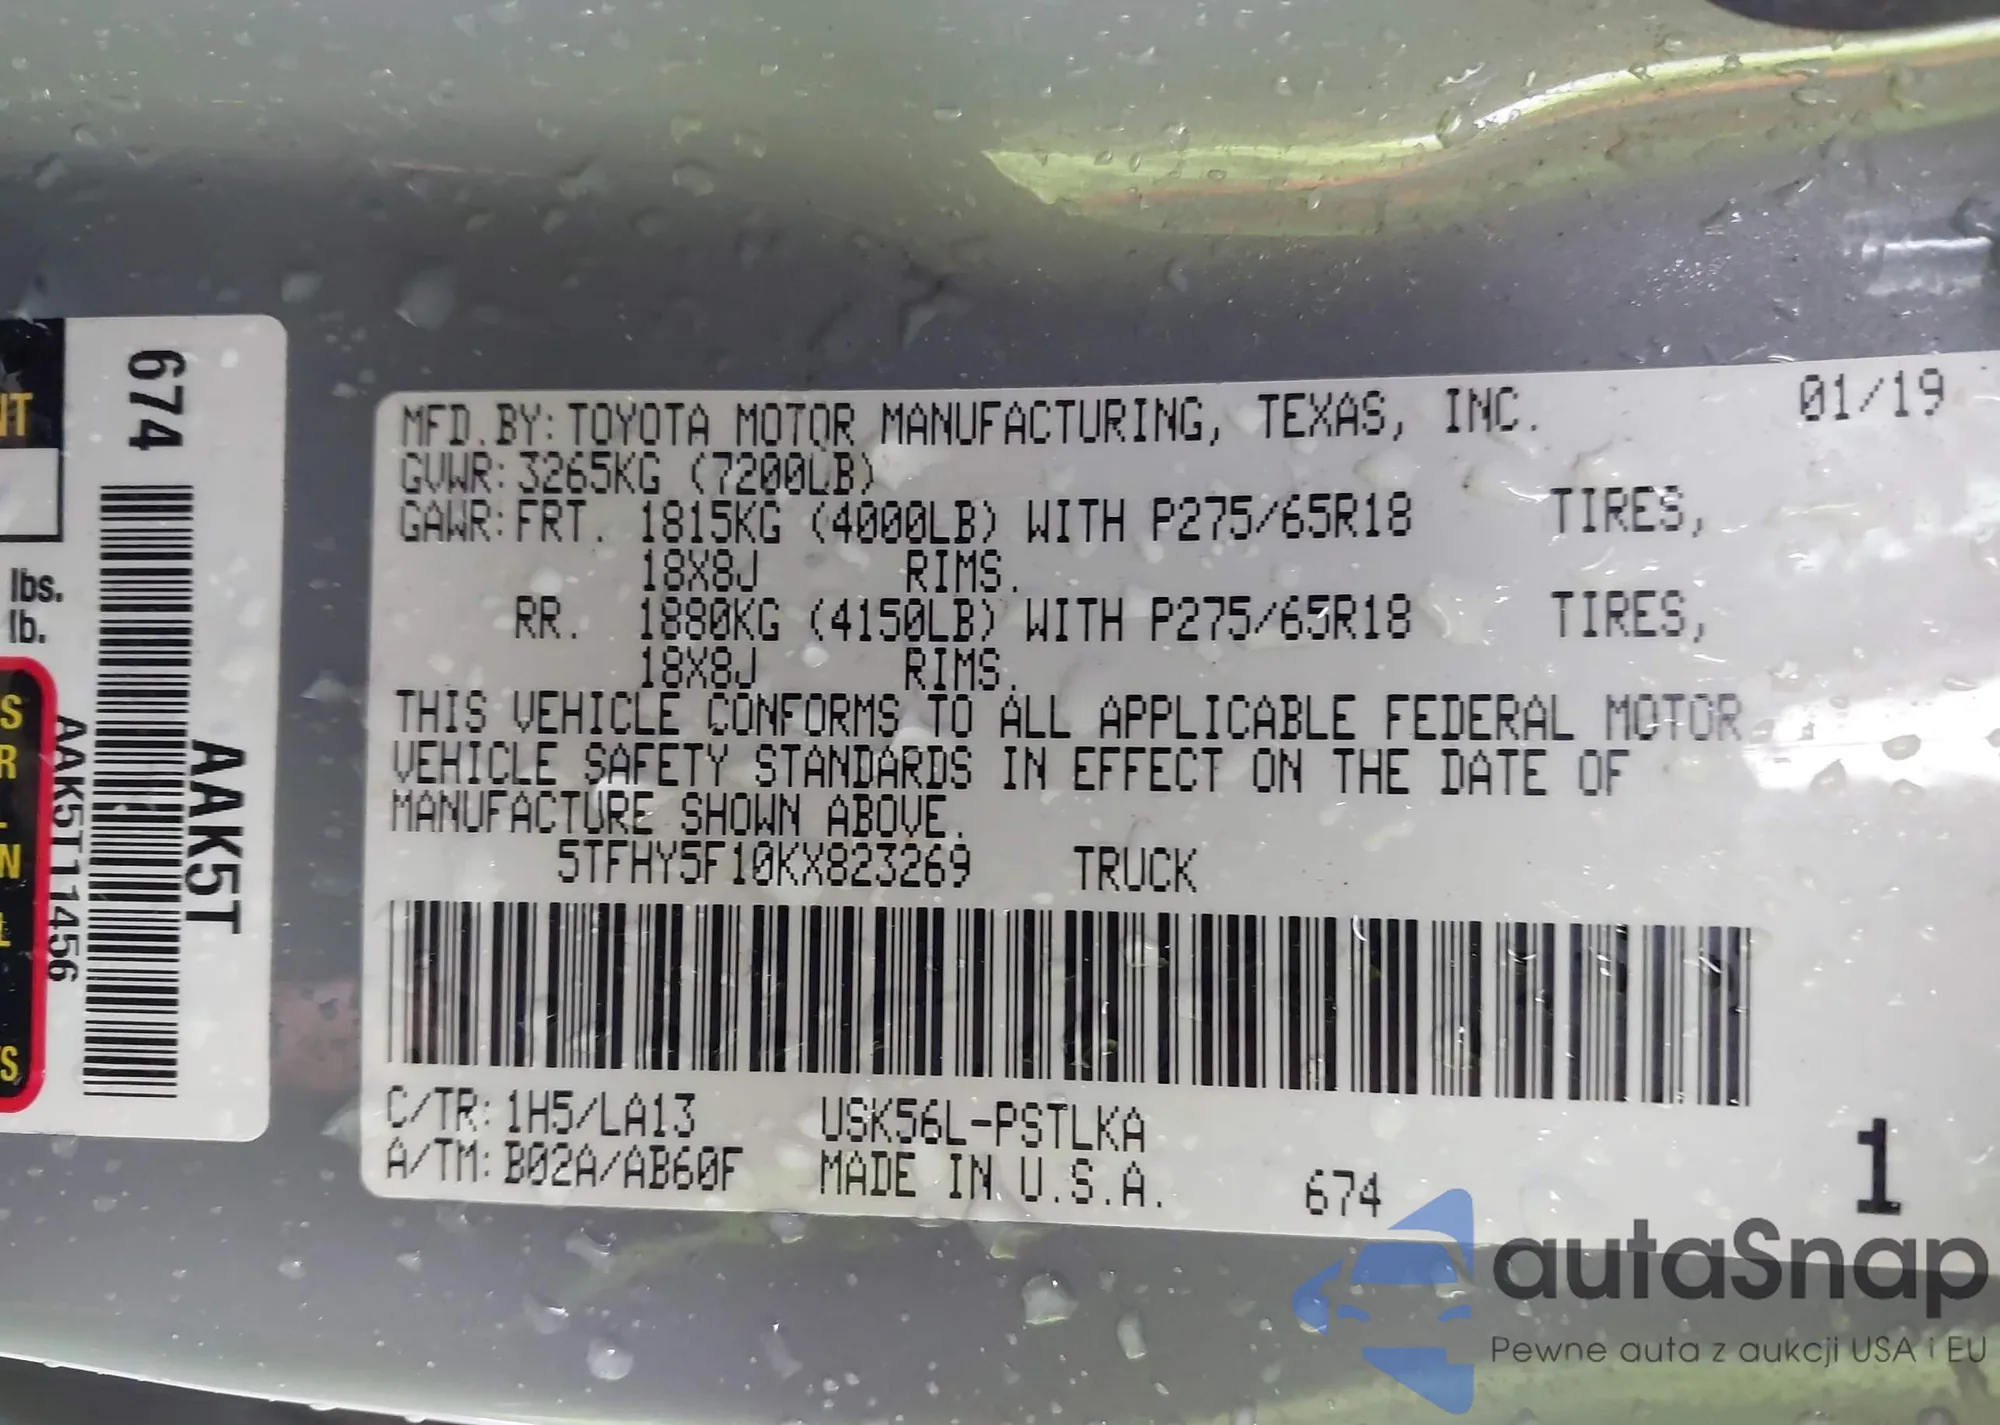 MFD.BY: TOYOTA MOTOR MANUFACTURING, TEXAS, INC. 01/19
GVWR: 3265KG (7200LB)
GAWR: FRT. 1815KG (4000LB) WITH P275/65R18 TIRES,
18X8J RIMS.
RR. 1880KG (4150LB) WITH P275/65R18 TIRES,
18X8J RIMS.
THIS VEHICLE CONFORMS TO ALL APPLICABLE FEDERAL MOTOR
VEHICLE SAFETY STANDARDS IN EFFECT ON THE DATE OF
MANUFACTURE SHOWN ABOVE.
5TFHY5F10KX823269 TRUCK
C/TR: 1H5/LA13 USK56L-PSTLKA
A/TM: B02A/AB60F MADE IN U.S.A. 674
1
674
AAK5T
AAK5T11456
lbs.
lb.
autaSnap
Pewne auta z aukcji USA i EU